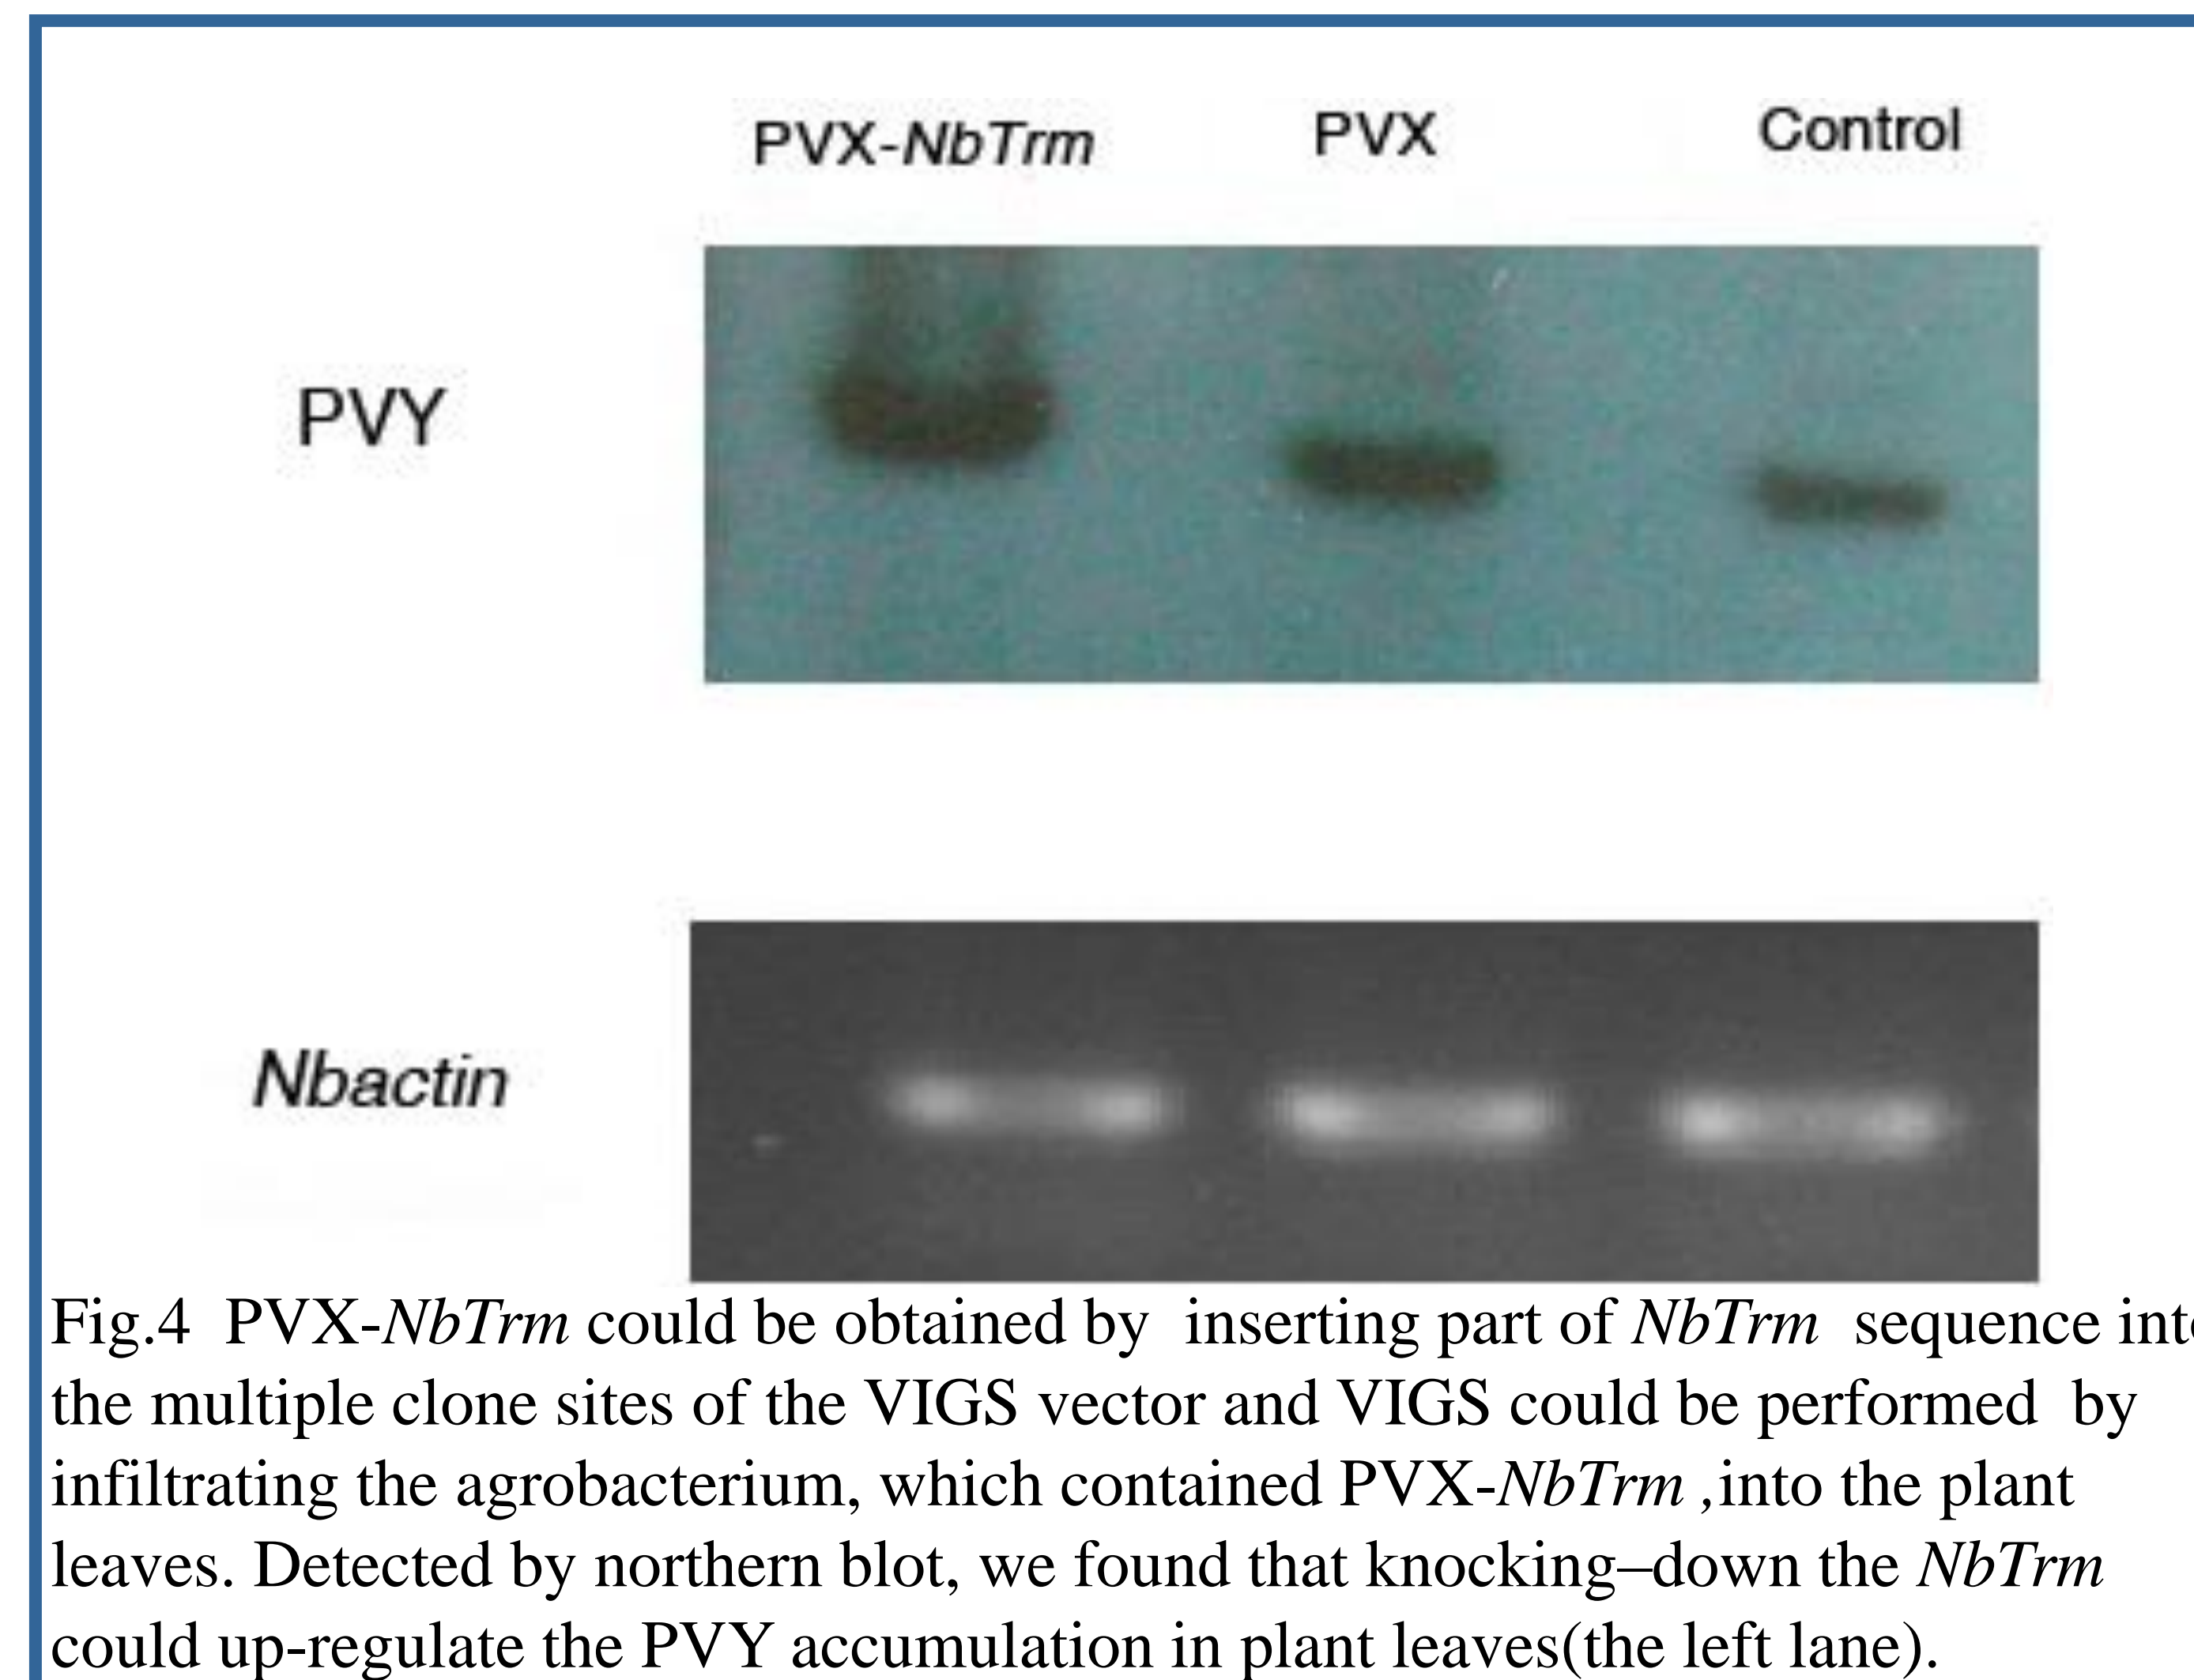 PVX-NbTrm PVX Control
PVY
Nbactin
Fig.4 PVX-NbTrm could be obtained by inserting part of NbTrm sequence int
the multiple clone sites of the VIGS vector and VIGS could be performed by
infiltrating the agrobacterium, which contained PVX-NbTrm ,into the plant
leaves. Detected by northern blot, we found that knocking–down the NbTrm
could up-regulate the PVY accumulation in plant leaves(the left lane).